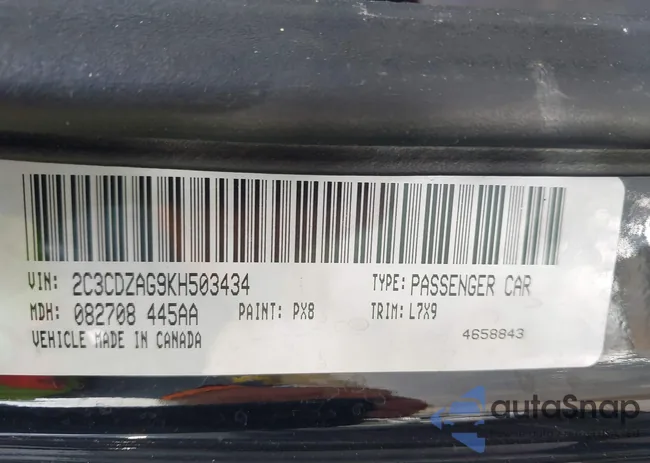 VIN: 2C3CDZAG9KH503434 TYPE: PASSENGER CAR
MDH: 082708 445AA PAINT: PX8 TRIM: L7X9
VEHICLE MADE IN CANADA 4658843
autoSnap